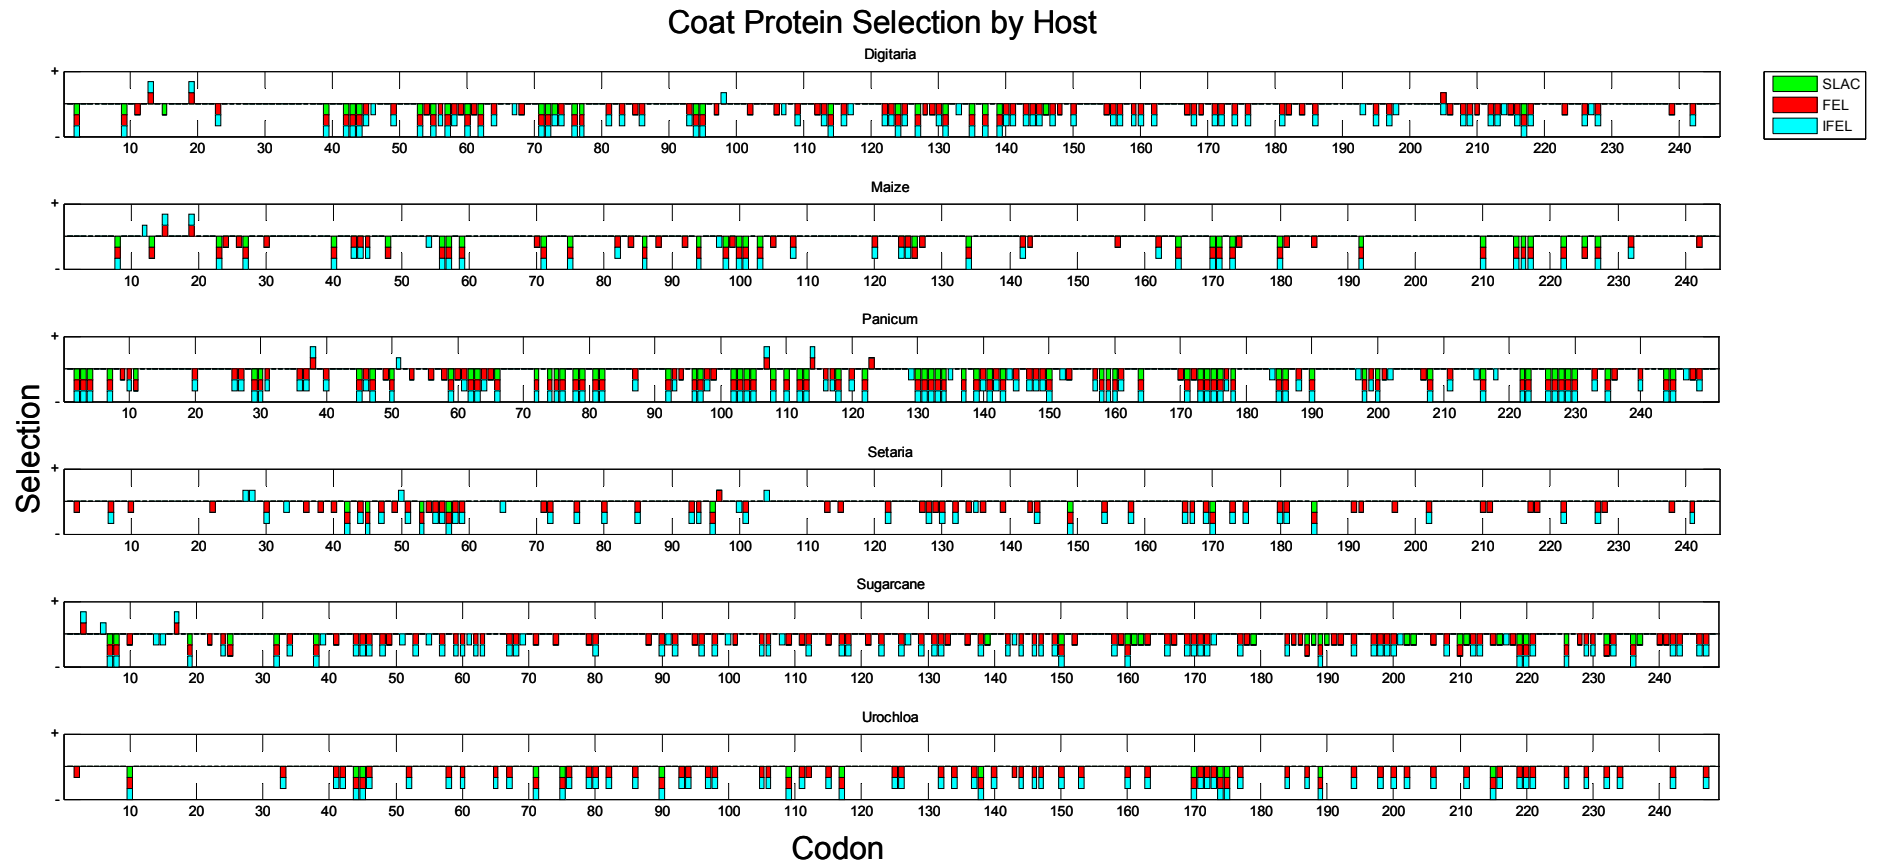 Coat Protein Selection by Host
Digitaria
+
-
10 20 30 40 50 60 70 80 90 100 110 120 130 140 150 160 170 180 190 200 210 220 230 240
SLAC
FEL
IFEL
Maize
+
-
10 20 30 40 50 60 70 80 90 100 110 120 130 140 150 160 170 180 190 200 210 220 230 240
Panicum
+
-
10 20 30 40 50 60 70 80 90 100 110 120 130 140 150 160 170 180 190 200 210 220 230 240
Selection
Setaria
+
-
10 20 30 40 50 60 70 80 90 100 110 120 130 140 150 160 170 180 190 200 210 220 230 240
Sugarcane
+
-
10 20 30 40 50 60 70 80 90 100 110 120 130 140 150 160 170 180 190 200 210 220 230 240
Urochloa
+
-
10 20 30 40 50 60 70 80 90 100 110 120 130 140 150 160 170 180 190 200 210 220 230 240
Codon